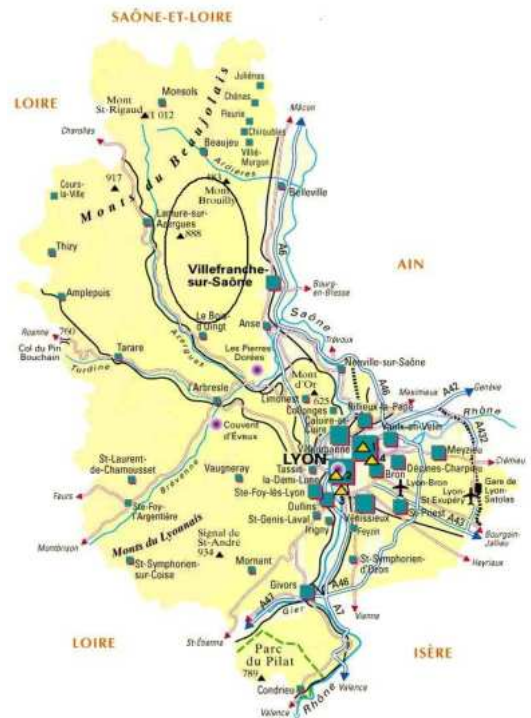 SAÔNE-ET-LOIRE
Juliénas
Monsols
Chénas
Mont
St-Rigaud
1 012
Fleurie
Mâcon
LOIRE
Chiroubles
Charolles
Beaujeu
Villié-
Morgon
Ardières
Monts du Beaujolais
917
483
Mont
Brouilly
Belleville
Cours-
la-Ville
Lamure-sur-
Azergues
888
A6
AIN
Thizy
Villefranche-
sur-Saône
Bourg-
en-Bresse
Amplepuis
Le Bois
d'Oingt
Anse
Saône
Roanne
760
Col du Pin
Bouchain
Azergues
Les Pierres
Dorées
Trévoux
Tarare
Turdine
Neuville-sur-Saône
Mont
d'Or
625
A46
Maximieux
A42
Genève
l'Arbresle
Limonest
Collonges
Rillieux-la-Pape
Rhône
Caluire-et-
Cuire
Vaulx-en-Velin
A432
Couvent
d'Éveux
Villeurbanne
Meyzieu
LYON
Crémieu
St-Laurent-
de-Chamousset
Vaugneray
Tassin-
la-Demi-Lune
Bron
Décines-Charpieu
Brévenne
Lyon-Bron
Lyon-
St-Exupéry
Gare de
Lyon-
Satolas
Feurs
Ste-Foy-
l'Argentière
Ste-Foy-lès-Lyon
Oullins
St-Priest
A43
Monts du Lyonnais
St-Genis-Laval
Vénissieux
Bourgoin-
Jallieu
Montbrison
Signal de
St-André
934
Irigny
Feyzin
St-Symphorien-
sur-Coise
Mornant
St-Symphorien
d'Ozon
Heyrieux
Givors
A46
A47
Gier
A7
Vienne
LOIRE
St-Étienne
ISÈRE
Parc
du Pilat
789
Condrieu
Rhône
Valence
Valence